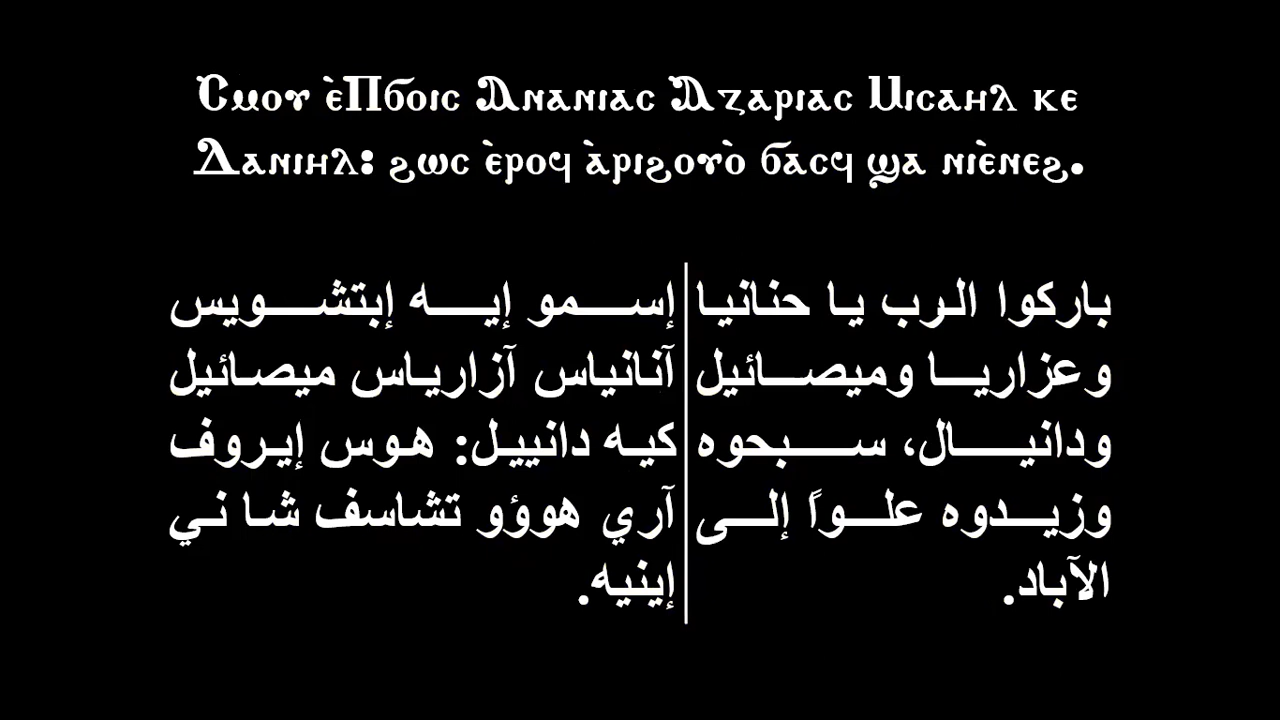 Ⲥⲙⲟⲩ ⲉ̀Ⲡϭⲟⲓⲥ Ⲁⲛⲁⲛⲓⲁⲥ Ⲁⲍⲁⲣⲓⲁⲥ Ⲙⲓⲥⲁⲏⲗ ⲕⲉ
Ⲇⲁⲛⲓⲏⲗ: ϩⲱⲥ ⲉ̀ⲣⲟϥ ⲁ̀ⲣⲓϩⲟⲩⲟ̀ ϭⲁⲥϥ ϣⲁ ⲛⲓⲉ̀ⲛⲉϩ.
باركوا الرب يا حنانيا
وعزاريا وميصائيل
ودانيال، سبحوه
وزيدوه علواً إلى
الآباد.
إسمو إيه إبتشويس
آنانياس آزارياس ميصائيل
كيه دانييل: هوس إيروف
آري هوؤو تشاسف شا ني
إينيه.